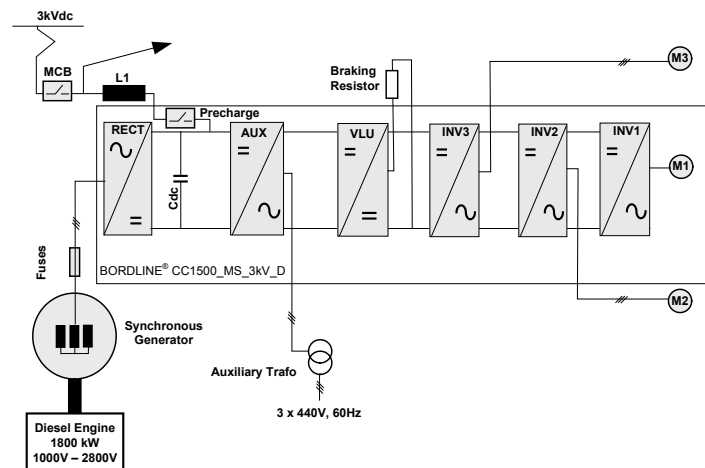 3kVdc
MCB
L1
Precharge
Braking
Resistor
M3
RECT
AUX
VLU
INV3
INV2
INV1
M1
Cdc
BORDLINE® CC1500_MS_3kV_D
Fuses
M2
Synchronous
Generator
Auxiliary Trafo
3 x 440V, 60Hz
Diesel Engine
1800 kW
1000V – 2800V